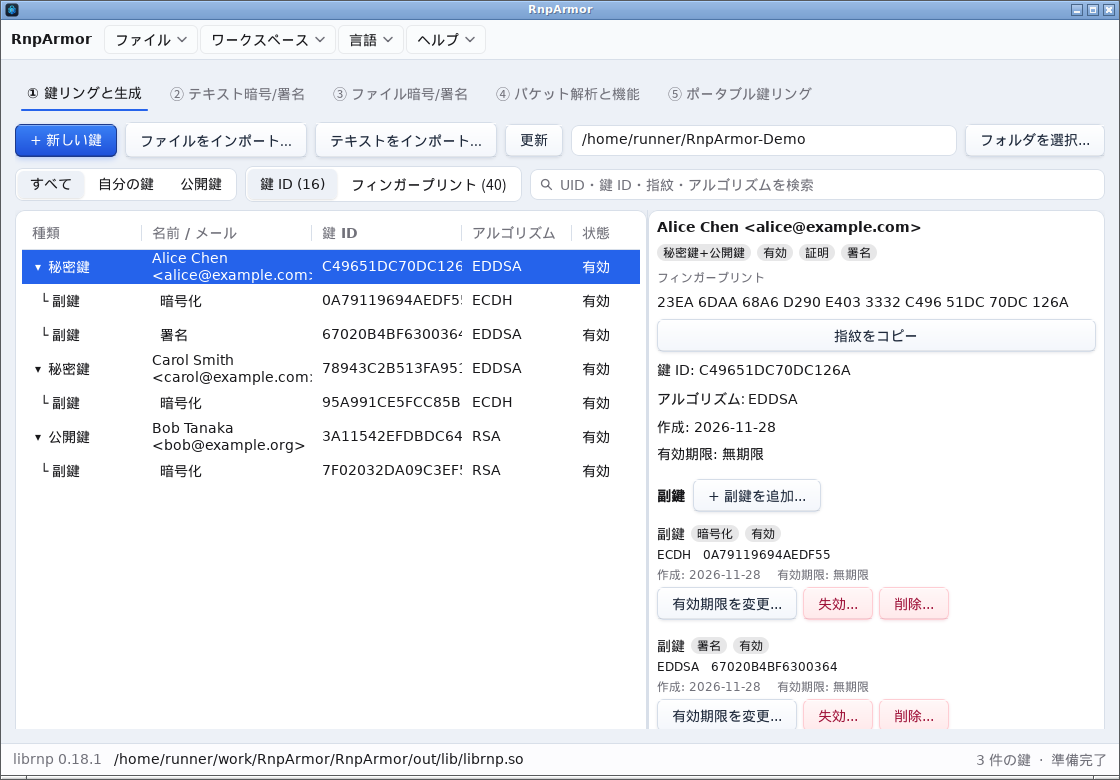 RnpArmor
RnpArmor ファイル ワークスペース 言語 ヘルプ
① 鍵リングと生成 ② テキスト暗号/署名 ③ ファイル暗号/署名 ④ パケット解析と機能 ⑤ ポータブル鍵リング
+ 新しい鍵 ファイルをインポート... テキストをインポート... 更新 /home/runner/RnpArmor-Demo フォルダを選択...
すべて 自分の鍵 公開鍵 鍵 ID (16) フィンガープリント (40) UID・鍵 ID・指紋・アルゴリズムを検索
種類 名前 / メール 鍵 ID アルゴリズム 状態
▾ 秘密鍵 Alice Chen <alice@example.com> C49651DC70DC126 EDDSA 有効
└ 副鍵 暗号化 0A79119694AEDF55 ECDH 有効
└ 副鍵 署名 67020B4BF6300364 EDDSA 有効
▾ 秘密鍵 Carol Smith <carol@example.com> 78943C2B513FA951 EDDSA 有効
└ 副鍵 暗号化 95A991CE5FCC85B ECDH 有効
▾ 公開鍵 Bob Tanaka <bob@example.org> 3A11542EFDBDC64 RSA 有効
└ 副鍵 暗号化 7F02032DA09C3EF RSA 有効
Alice Chen <alice@example.com>
秘密鍵+公開鍵 有効 証明 署名
フィンガープリント
23EA 6DAA 68A6 D290 E403 3332 C496 51DC 70DC 126A
指紋をコピー
鍵 ID: C49651DC70DC126A
アルゴリズム: EDDSA
作成: 2026-11-28
有効期限: 無期限
副鍵 + 副鍵を追加...
副鍵 暗号化 有効
ECDH 0A79119694AEDF55
作成: 2026-11-28 有効期限: 無期限
有効期限を変更... 失効... 削除...
副鍵 署名 有効
EDDSA 67020B4BF6300364
作成: 2026-11-28 有効期限: 無期限
有効期限を変更... 失効... 削除...
librnp 0.18.1 /home/runner/work/RnpArmor/RnpArmor/out/lib/librnp.so 3 件の鍵 · 準備完了